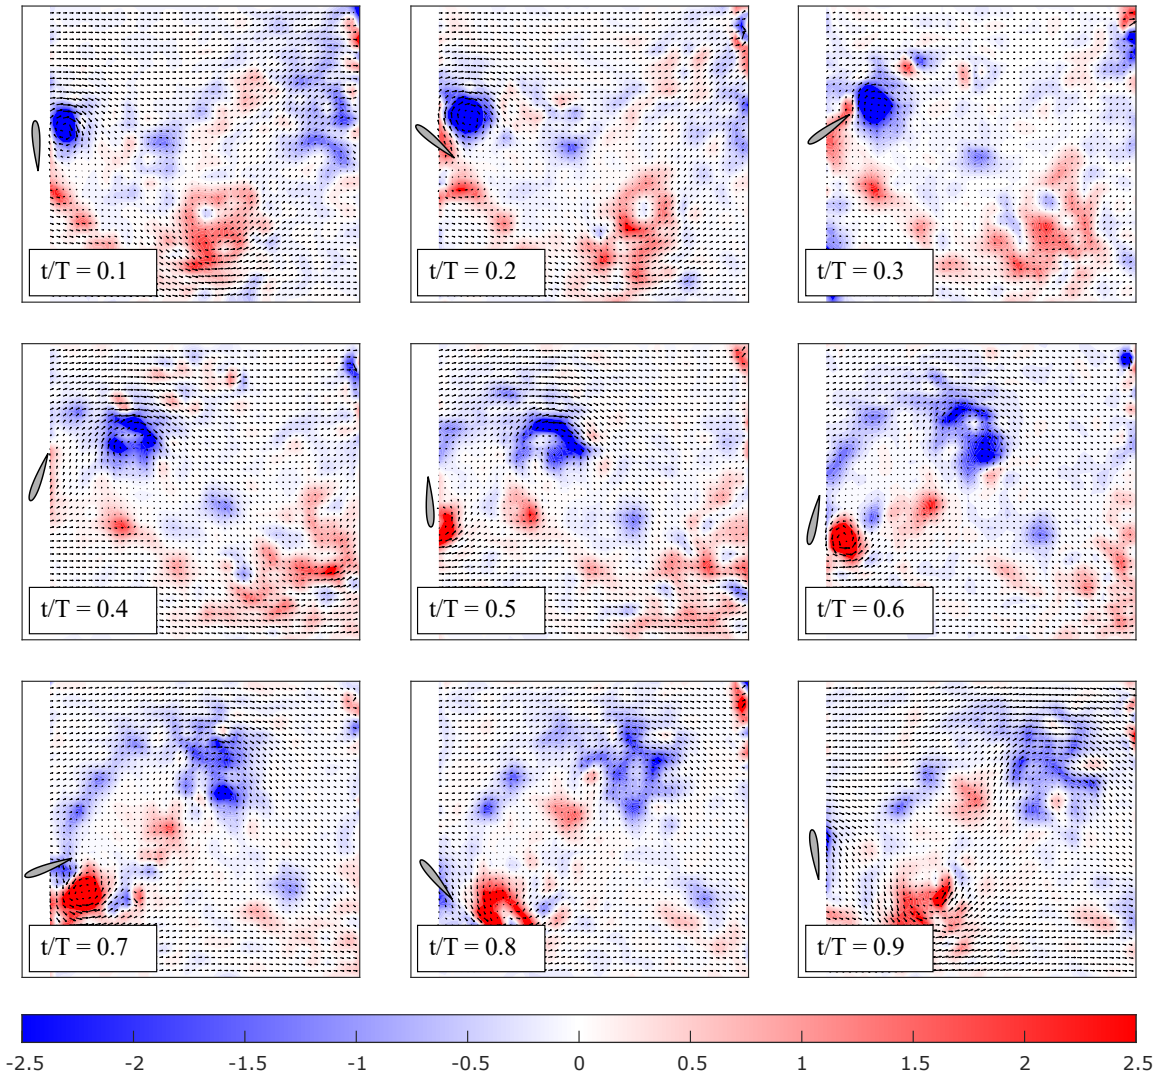 t/T = 0.1
t/T = 0.2
t/T = 0.3
t/T = 0.4
t/T = 0.5
t/T = 0.6
t/T = 0.7
t/T = 0.8
t/T = 0.9
-2.5 -2 -1.5 -1 -0.5 0 0.5 1 1.5 2 2.5